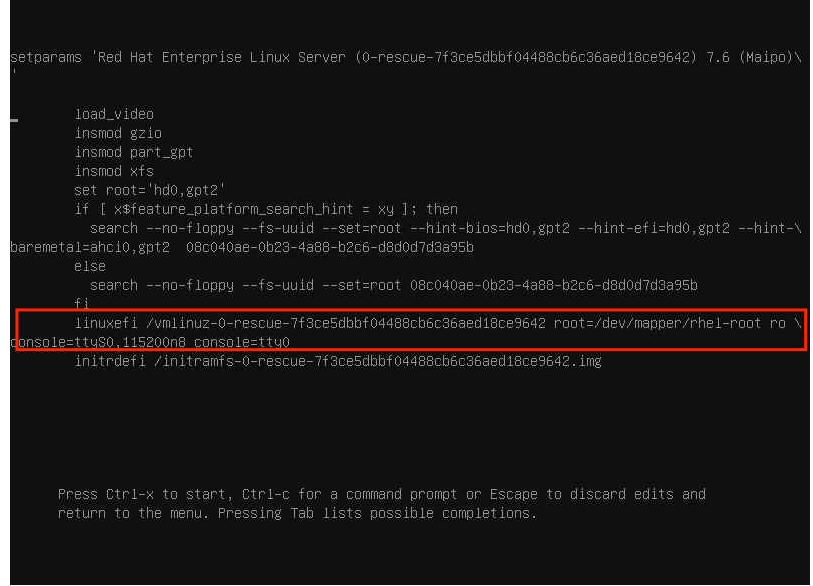 setparams 'Red Hat Enterprise Linux Server (0-rescue-7f3ce5dbbf04488cb6c36aed18ce9642) 7.6 (Maipo)\
'
load_video
insmod gzio
insmod part_gpt
insmod xfs
set root='hd0,gpt2'
if [ x$feature_platform_search_hint = xy ]; then
search --no-floppy --fs-uuid --set=root --hint-bios=hd0,gpt2 --hint-efi=hd0,gpt2 --hint-\
baremetal=ahci0,gpt2 08c040ae-0b23-4a88-b2c6-d8d0d7d3a95b
else
search --no-floppy --fs-uuid --set=root 08c040ae-0b23-4a88-b2c6-d8d0d7d3a95b
fi
linuxefi /vmlinuz-0-rescue-7f3ce5dbbf04488cb6c36aed18ce9642 root=/dev/mapper/rhel-root ro \
console=ttyS0,115200n8 console=tty0
initrdefi /initramfs-0-rescue-7f3ce5dbbf04488cb6c36aed18ce9642.img
Press Ctrl-x to start, Ctrl-c for a command prompt or Escape to discard edits and
return to the menu. Pressing Tab lists possible completions.